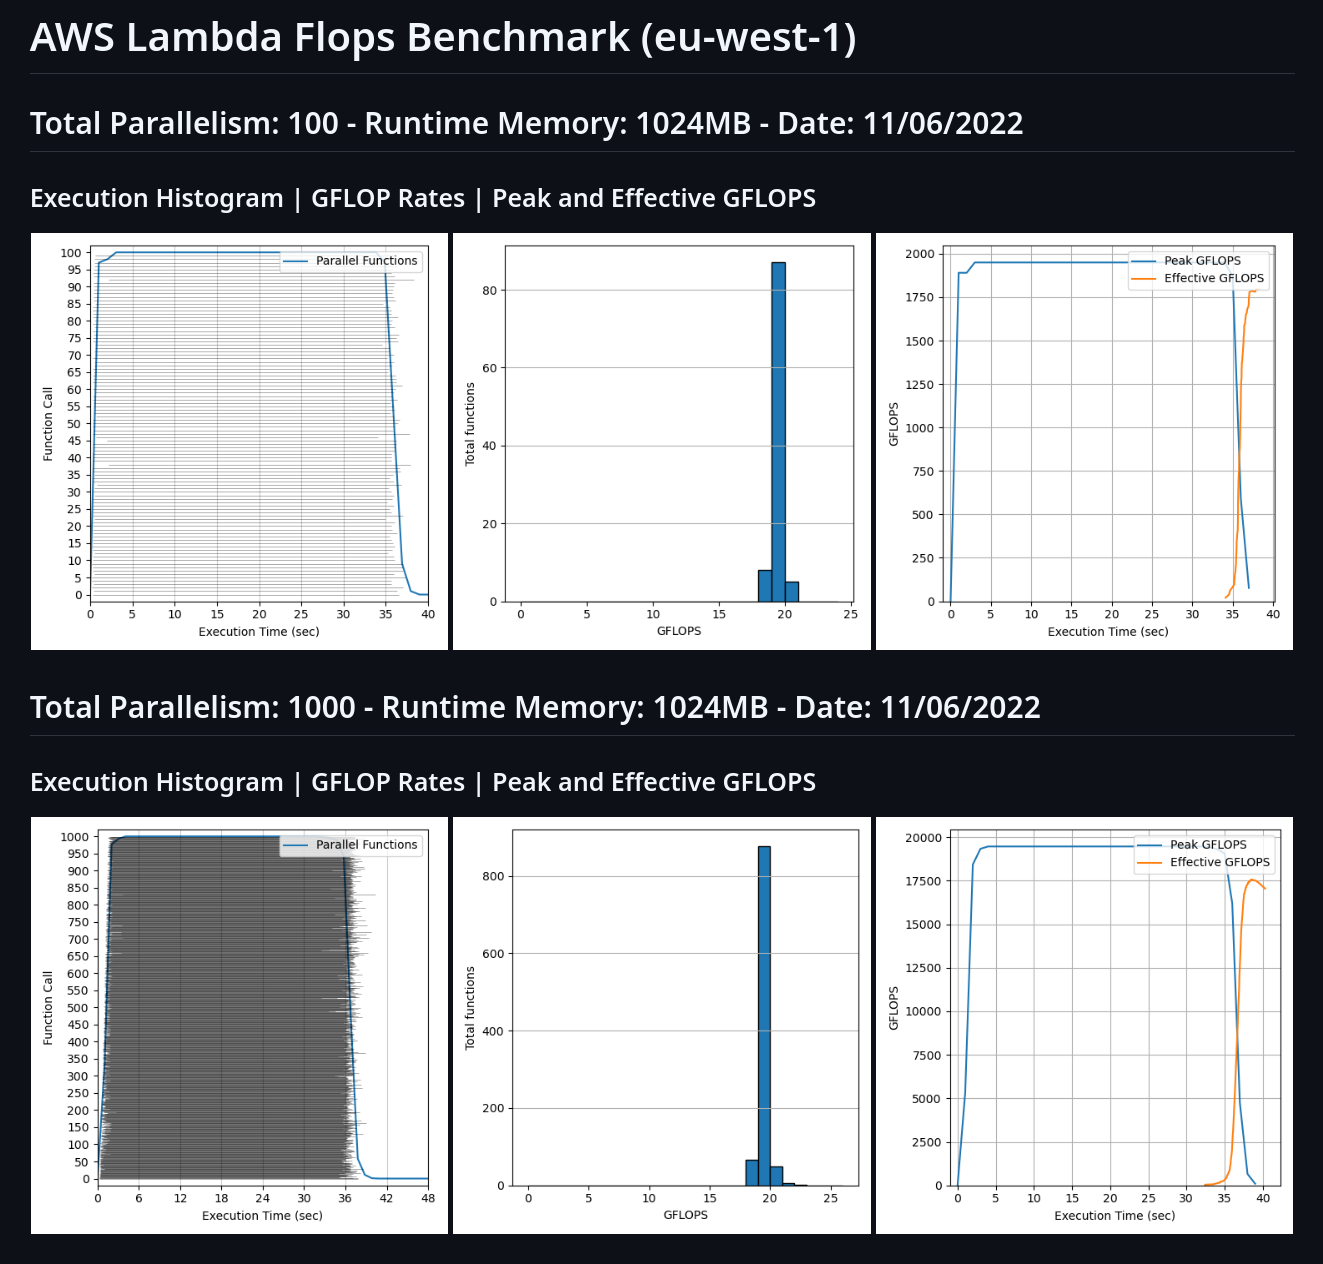 AWS Lambda Flops Benchmark (eu-west-1)
Total Parallelism: 100 - Runtime Memory: 1024MB - Date: 11/06/2022
Execution Histogram | GFLOP Rates | Peak and Effective GFLOPS
Function Call
100
95
90
85
80
75
70
65
60
55
50
45
40
35
30
25
20
15
10
5
0
Parallel Functions
0 5 10 15 20 25 30 35 40
Execution Time (sec)
Total functions
80
60
40
20
0
0 5 10 15 20 25
GFLOPS
GFLOPS
2000
1750
1500
1250
1000
750
500
250
0
Peak GFLOPS
Effective GFLOPS
0 5 10 15 20 25 30 35 40
Execution Time (sec)
Total Parallelism: 1000 - Runtime Memory: 1024MB - Date: 11/06/2022
Execution Histogram | GFLOP Rates | Peak and Effective GFLOPS
Function Call
1000
950
900
850
800
750
700
650
600
550
500
450
400
350
300
250
200
150
100
50
0
Parallel Functions
0 6 12 18 24 30 36 42 48
Execution Time (sec)
Total functions
800
600
400
200
0
0 5 10 15 20 25
GFLOPS
GFLOPS
20000
17500
15000
12500
10000
7500
5000
2500
0
Peak GFLOPS
Effective GFLOPS
0 5 10 15 20 25 30 35 40
Execution Time (sec)